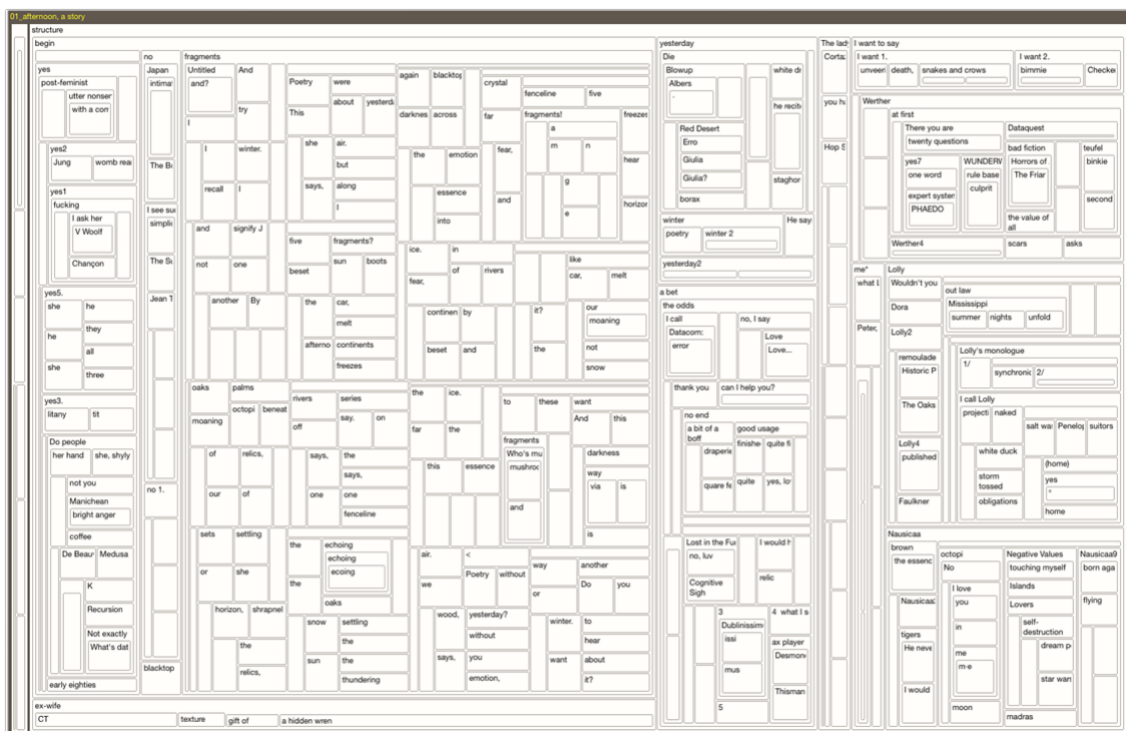 01_afternoon, a story
structure
begin
yes
post-feminist
utter nonser
with a com
yes2
Jung
womb rea
yes1
fucking
I ask her
V Woolf
Chançon
yes5.
she
he
he
they
all
she
three
yes3.
litany
tit
Do people
her hand
she, shyly
not you
Manichean
bright anger
coffee
De Beau
Medusa
K
Recursion
Not exactly
What's dat
early eighties
no
Japan
intimat
The B
I see su
simpli
Jean 1
no 1.
blacktop
fragments
Untitled
And
and?
try
I
I
winter.
recall
I
and
signify J
not
one
another
By
Poetry
were
about
yesterd
This
she
air.
but
says,
along
I
five
fragments?
sun
boots
beset
the
car,
melt
afterno
continents
freezes
again
blacktop
darknes
across
the
emotion
essence
into
crystal
fenceline
five
far
fragments!
freezes
a
m
n
fear,
hear
g
and
e
horizor
ice.
in
of
rivers
fear,
like
car,
melt
continen
by
it?
our
moaning
beset
and
the
not
snow
oaks
palms
moaning
octopi
beneat
of
relics,
our
of
rivers
series
say.
on
off
says,
the
says,
one
one
fenceline
the
ice.
far
the
this
essence
to
these
want
And
this
fragments
Who's mu
mushroc
and
darkness
way
via
is
is
sets
settling
or
she
horizon,
shrapnel
the
relics,
the
echoing
echoing
ecoing
the
oaks
snow
settling
the
sun
the
thundering
air.
<
Poetry
without
we
wood,
yesterday?
without
says,
you
emotion,
way
another
Do
you
or
winter.
to
hear
want
about
it?
ex-wife
CT
texture
gift of
a hidden wren
yesterday
Die
Blowup
Albers
-
white di
he recit
Red Desert
Erro
Giulia
Giulia?
borax
staghor
winter
He say
poetry
winter 2
yesterday2
a bet
the odds
I call
no, I say
Datacom:
error
Love
Love...
thank you
can I help you?
no end
a bit of a
boff
good usage
draperie
finishe
quite fi
quare fe
quite
yes, lo
Lost in the Fu
I would h
no, luv
Cognitive
Sigh
relic
3
4
what I s
Dublinissim
issi
mus
ax player
Desmon
Thisman
5
The lad
Corta:
you ha
Hop S
I want to say
I want 1.
I want 2.
unveer
death,
snakes and crows
bimmie
Checke
Werther
at first
There you are
twenty questions
Dataquest
yes7
WUNDERV
bad fiction
teufel
one word
rule base
Horrors of
binkie
expert syster
culprit
The Friar
PHAEDO
second
the value of
all
Werther4
scars
asks
me*
Lolly
what I
Wouldn't you
out law
Dora
Mississippi
summer
nights
unfold
Peter,
Lolly2
remoulade
Lolly's monologue
Historic P
1/
synchronic
2/
The Oaks
I call Lolly
projecti
naked
salt wa
Penelop
suitors
Lolly4
published
white duck
(home)
storm
tossed
yes
*
Faulkner
obligations
home
Nausicaa
brown
octopi
Negative Values
Nausicaa9
the essenc
No
touching myself
born aga
I love
Islands
Nausicaa:
you
Lovers
flying
tigers
in
self-
destruction
He neve
me
dream p
m-e
I would
star wan
moon
madras